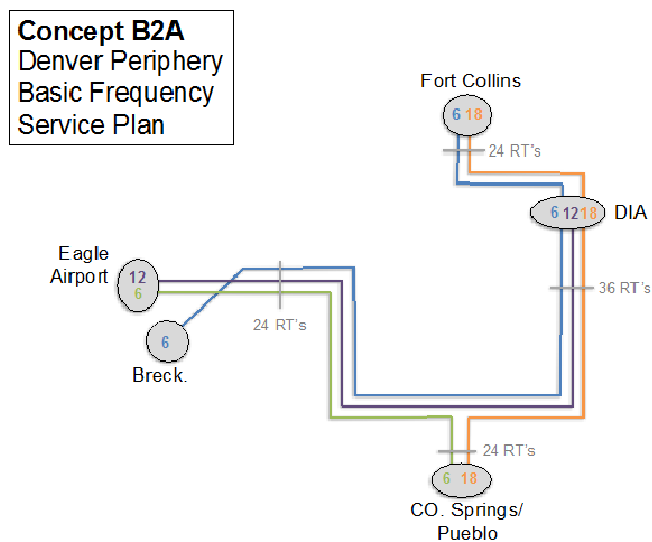 Concept B2A
Denver Periphery
Basic Frequency
Service Plan
Fort Collins
6 18
24 RT's
6 12 18 DIA
Eagle
Airport
12
6
36 RT's
24 RT's
6
Breck.
24 RT's
6 18
CO. Springs/
Pueblo